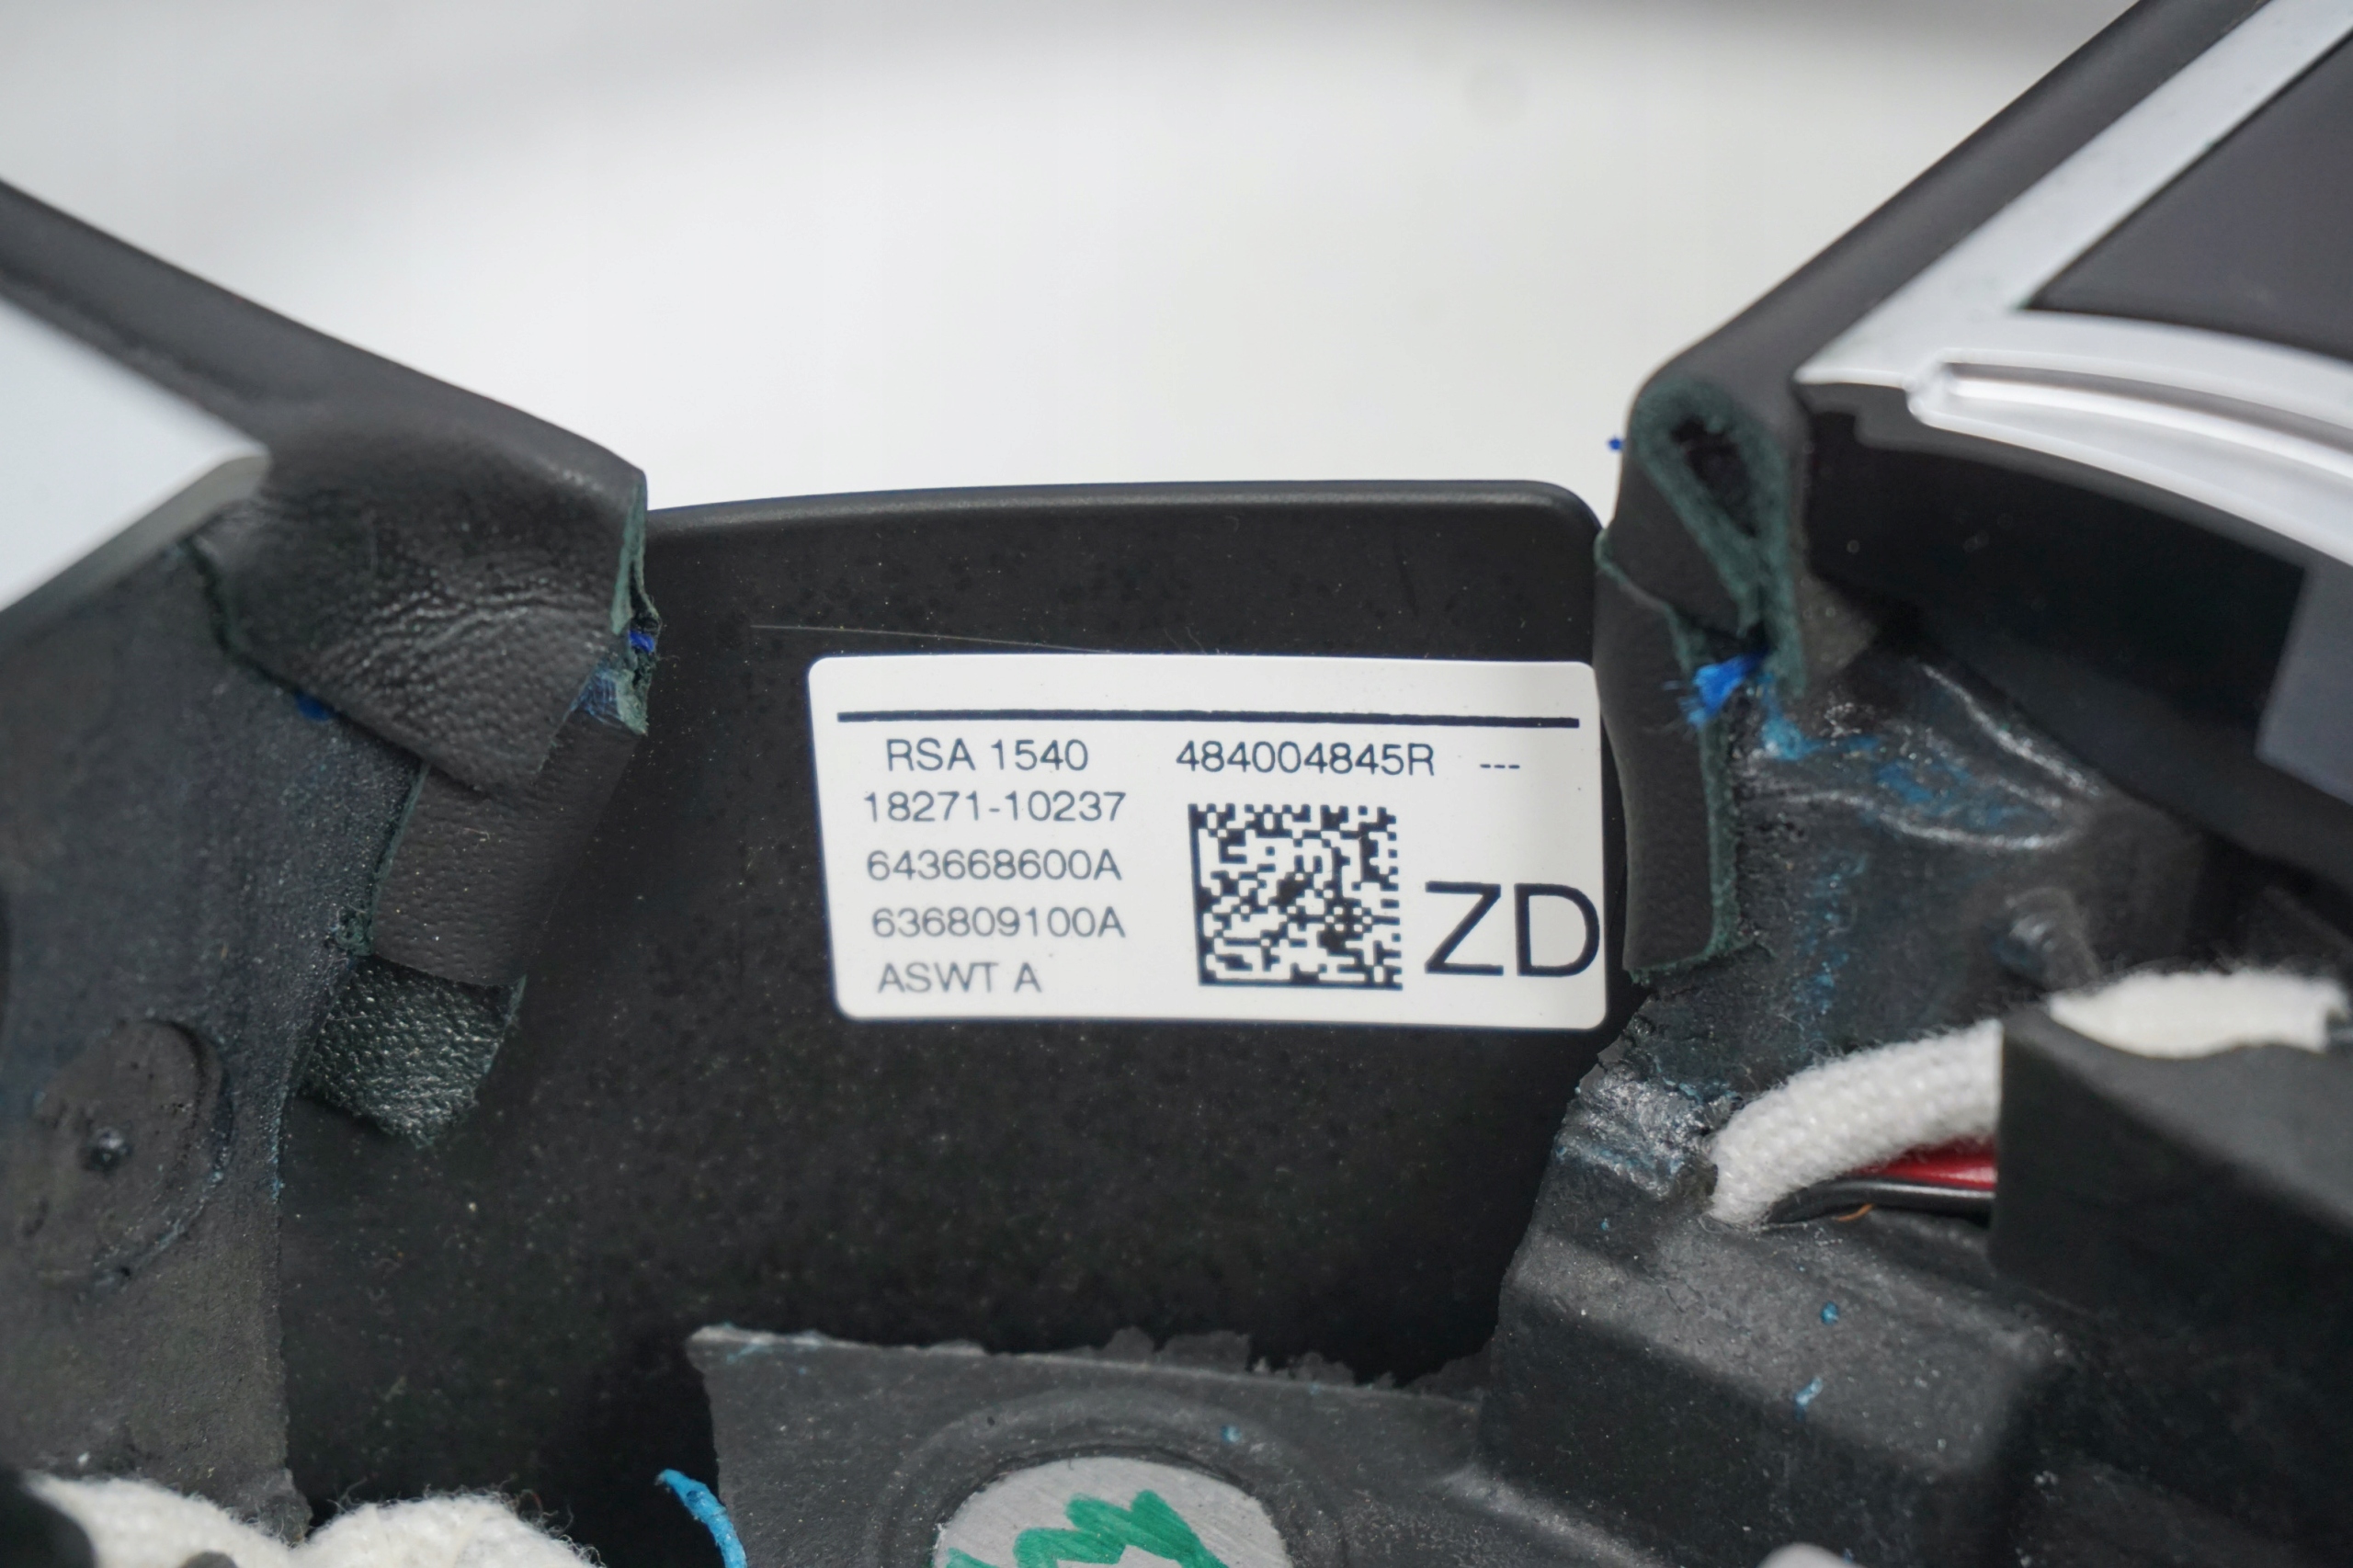 RSA 1540 484004845R ---
18271-10237
643668600A
636809100A
ZD
ASWT A